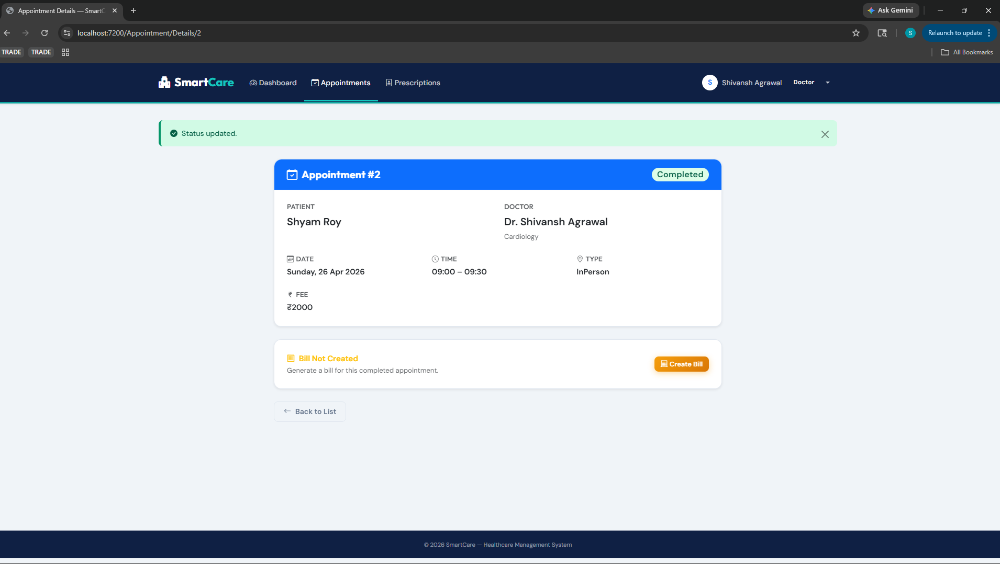 Appointment Details — SmartC
Ask Gemini
localhost:7200/Appointment/Details/2
S
Relaunch to update
TRADE
TRADE
All Bookmarks
SmartCare
Dashboard
Appointments
Prescriptions
S
Shivansh Agrawal
Doctor
Status updated.
Appointment #2
Completed
PATIENT
Shyam Roy
DOCTOR
Dr. Shivansh Agrawal
Cardiology
DATE
Sunday, 26 Apr 2026
TIME
09:00 – 09:30
TYPE
InPerson
₹ FEE
₹2000
Bill Not Created
Generate a bill for this completed appointment.
Create Bill
← Back to List
© 2026 SmartCare — Healthcare Management System